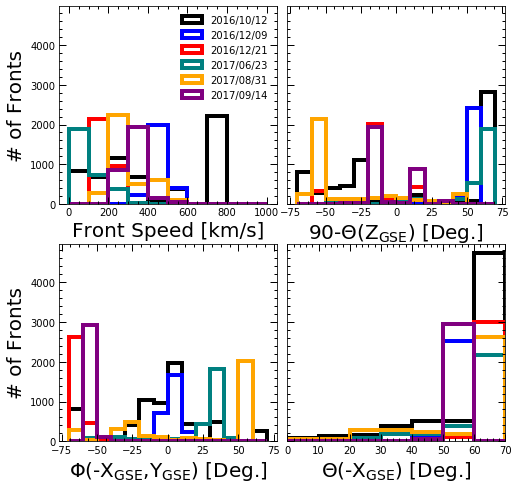 5000
4000
3000
2000
1000
0
# of Fronts
2016/10/12
2016/12/09
2016/12/21
2017/06/23
2017/08/31
2017/09/14
0 200 400 600 800 1000
Front Speed [km/s]
−75 −50 −25 0 25 50 75
90-Θ(Z_GSE) [Deg.]
4000
3000
2000
1000
0
# of Fronts
−75 −50 −25 0 25 50 75
Φ(-X_GSE,Y_GSE) [Deg.]
0 10 20 30 40 50 60 70
Θ(-X_GSE) [Deg.]